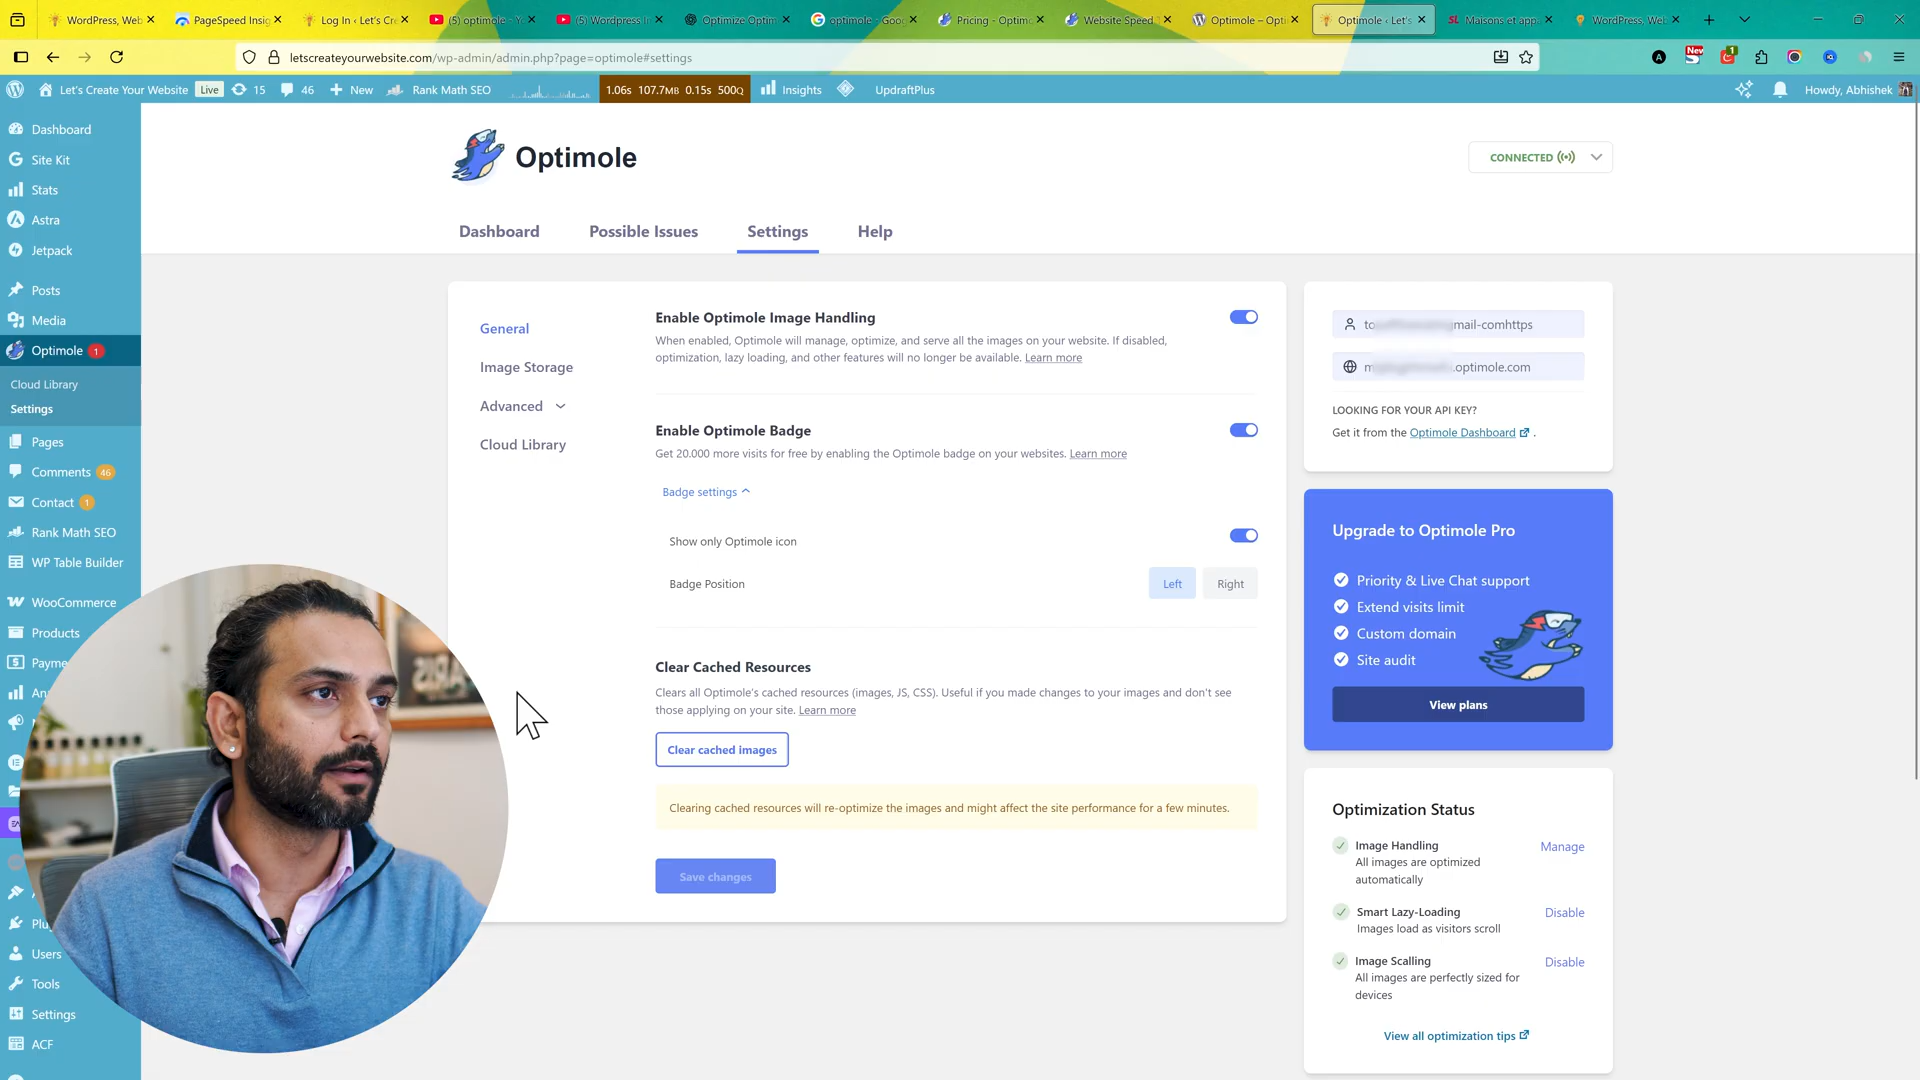 WordPress, Web
PageSpeed Insig
Log In ‹ Let's Cre
(5) optimole - Y
(5) Wordpress I
Optimize Optim
optimole - Goo
Pricing - Optimo
Website Speed T
Optimole – Opti
Optimole ‹ Let's
Maisons et app
WordPress, Web
letscreateyourwebsite.com/wp-admin/admin.php?page=optimole#settings
New
1
Let's Create Your Website
Live
15
46
New
Rank Math SEO
1.06s 107.7MB 0.15s 500Q
Insights
UpdraftPlus
Howdy, Abhishek
Dashboard
Site Kit
Stats
Astra
Jetpack
Posts
Media
Optimole 1
Cloud Library
Settings
Pages
Comments 46
Contact 1
Rank Math SEO
WP Table Builder
WooCommerce
Products
Payme
An
Plu
Users
Tools
Settings
ACF
Optimole
CONNECTED
Dashboard
Possible Issues
Settings
Help
General
Image Storage
Advanced
Cloud Library
Enable Optimole Image Handling
When enabled, Optimole will manage, optimize, and serve all the images on your website. If disabled,
optimization, lazy loading, and other features will no longer be available. Learn more
Enable Optimole Badge
Get 20.000 more visits for free by enabling the Optimole badge on your websites. Learn more
Badge settings
Show only Optimole icon
Badge Position
Left
Right
Clear Cached Resources
Clears all Optimole's cached resources (images, JS, CSS). Useful if you made changes to your images and don't see
those applying on your site. Learn more
Clear cached images
Clearing cached resources will re-optimize the images and might affect the site performance for a few minutes.
Save changes
mail-comhttps
.optimole.com
LOOKING FOR YOUR API KEY?
Get it from the Optimole Dashboard .
Upgrade to Optimole Pro
Priority & Live Chat support
Extend visits limit
Custom domain
Site audit
View plans
Optimization Status
Image Handling
Manage
All images are optimized
automatically
Smart Lazy-Loading
Disable
Images load as visitors scroll
Image Scalling
Disable
All images are perfectly sized for
devices
View all optimization tips